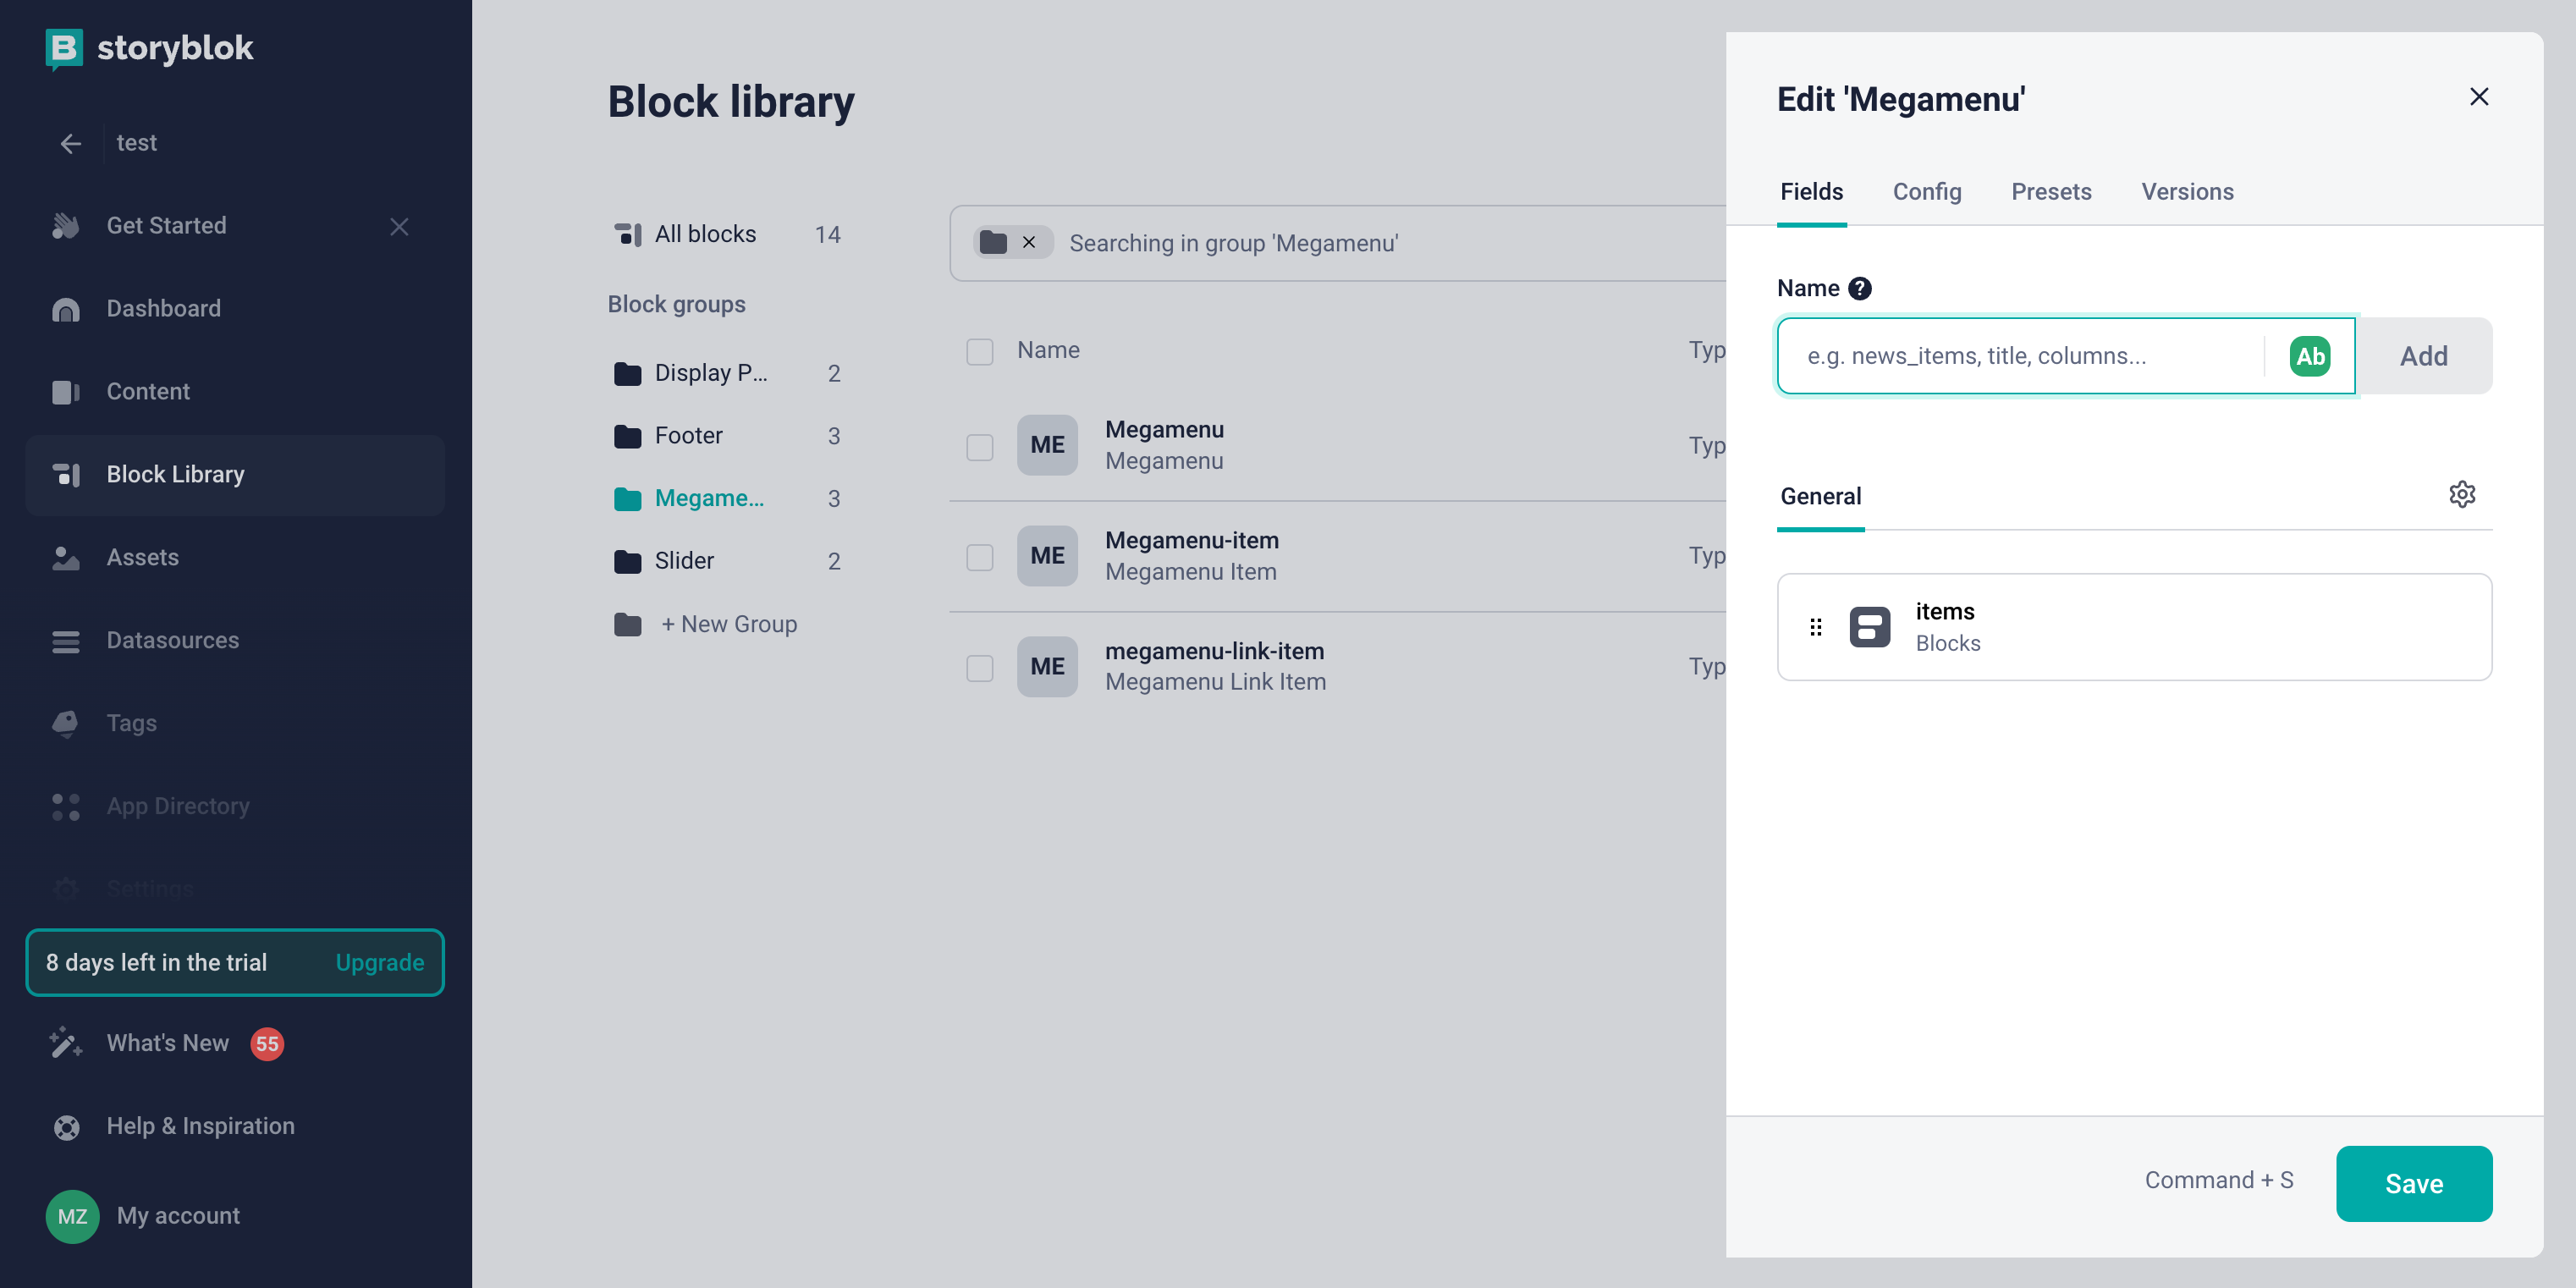 storyblok
test
Get Started
Dashboard
Content
Block Library
Assets
Datasources
Tags
App Directory
Settings
8 days left in the trial Upgrade
What's New 55
Help & Inspiration
MZ My account
Block library
All blocks 14
Block groups
Display P... 2
Footer 3
Megame... 3
Slider 2
+ New Group
Searching in group 'Megamenu'
Name Typ
ME Megamenu Typ
Megamenu
ME Megamenu-item Typ
Megamenu Item
ME megamenu-link-item Typ
Megamenu Link Item
Edit 'Megamenu'
Fields Config Presets Versions
Name ?
e.g. news_items, title, columns... Ab Add
General
items
Blocks
Command + S Save